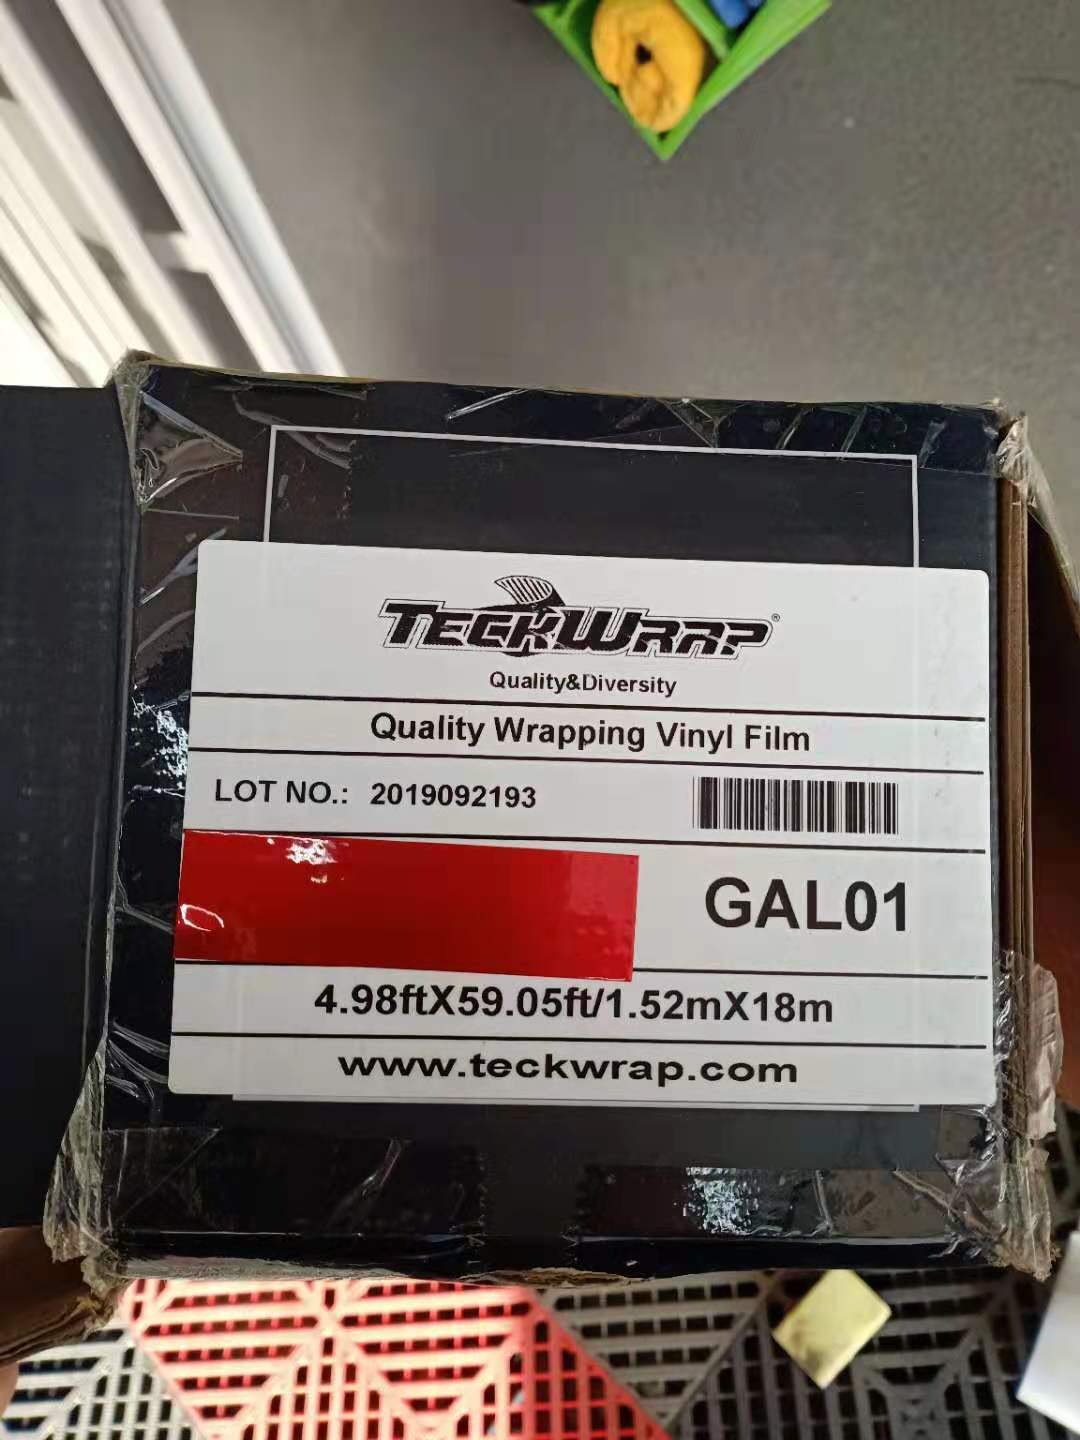 TECKWRAP®
Quality&Diversity
Quality Wrapping Vinyl Film
LOT NO.: 2019092193
GAL01
4.98ftX59.05ft/1.52mX18m
www.teckwrap.com